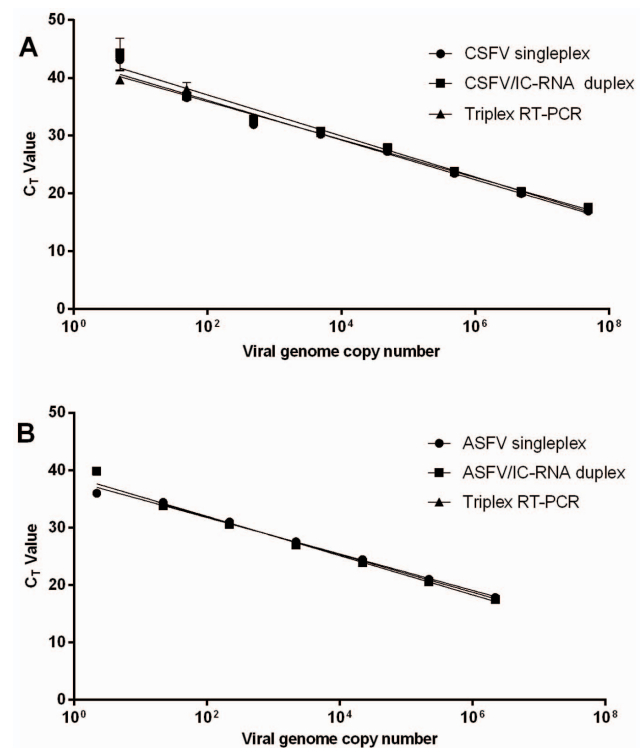 A
50
40
30
20
10
0
C_T Value
10^0
10^2
10^4
10^6
10^8
Viral genome copy number
CSFV singleplex
CSFV/IC-RNA duplex
Triplex RT-PCR
B
50
40
30
20
10
0
C_T Value
10^0
10^2
10^4
10^6
10^8
Viral genome copy number
ASFV singleplex
ASFV/IC-RNA duplex
Triplex RT-PCR